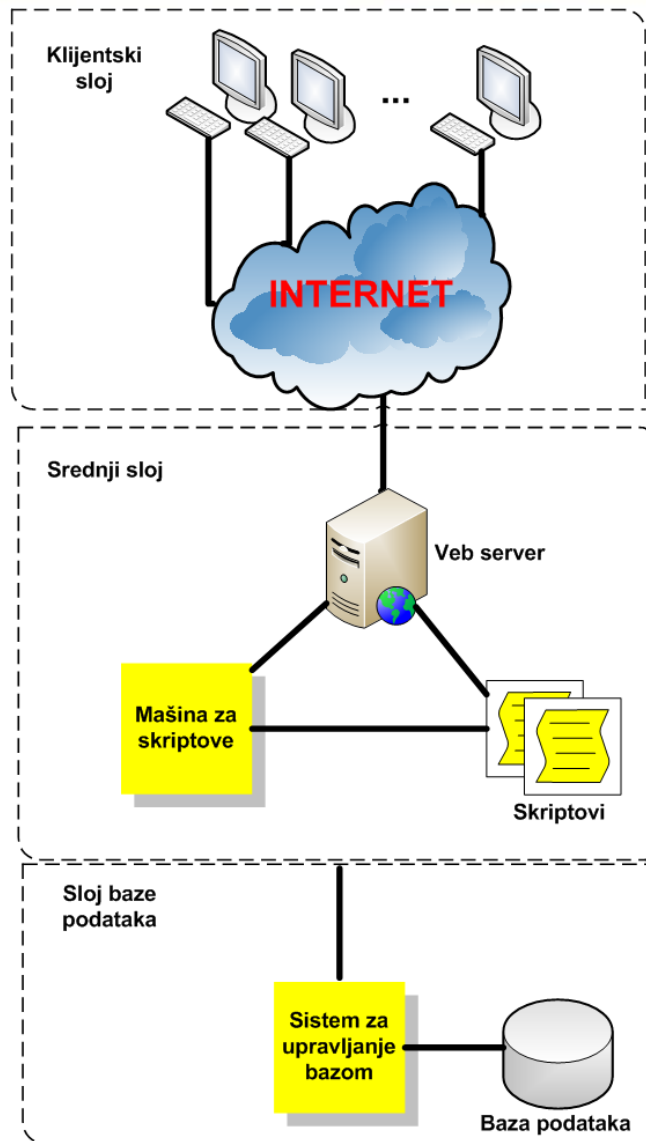 Klijentski
sloj
...
INTERNET
Srednji sloj
Veb server
Mašina za
skriptove
Skriptovi
Sloj baze
podataka
Sistem za
upravljanje
bazom
Baza podataka